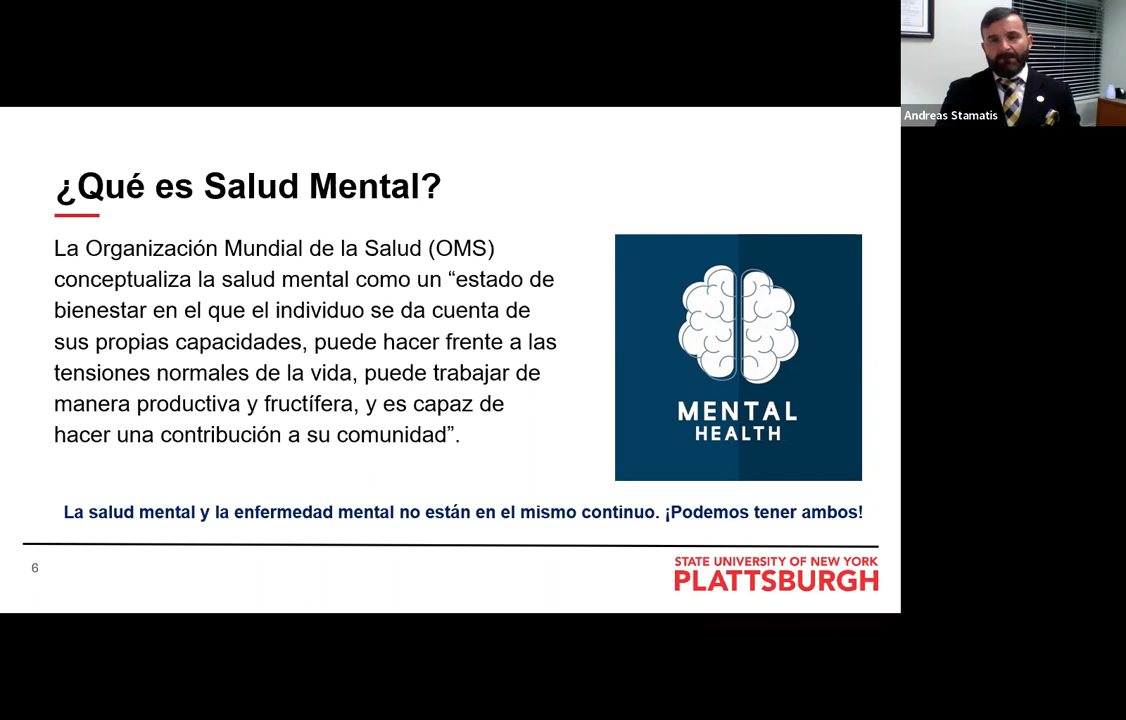 Andreas Stamatis
¿Qué es Salud Mental?
La Organización Mundial de la Salud (OMS)
conceptualiza la salud mental como un “estado de
bienestar en el que el individuo se da cuenta de
sus propias capacidades, puede hacer frente a las
tensiones normales de la vida, puede trabajar de
manera productiva y fructífera, y es capaz de
hacer una contribución a su comunidad”.
MENTAL
HEALTH
La salud mental y la enfermedad mental no están en el mismo continuo. ¡Podemos tener ambos!
6
STATE UNIVERSITY OF NEW YORK
PLATTSBURGH